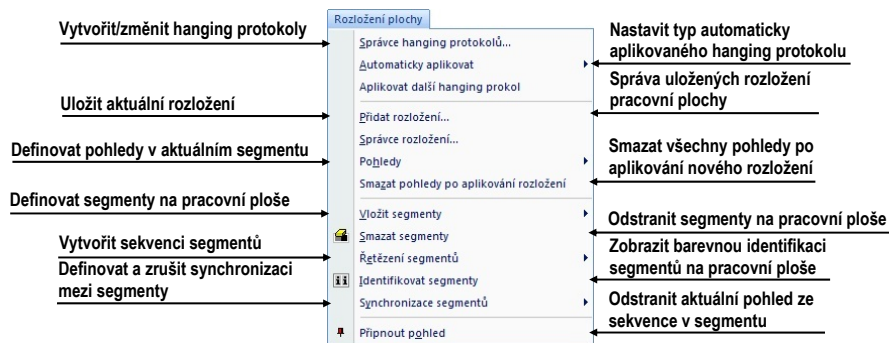 Rozložení plochy
Vytvořit/změnit hanging protokoly
Uložit aktuální rozložení
Definovat pohledy v aktuálním segmentu
Definovat segmenty na pracovní ploše
Vytvořit sekvenci segmentů
Definovat a zrušit synchronizaci
mezi segmenty
Správce hanging protokolů...
Automaticky aplikovat
Aplikovat další hanging prokol
Přidat rozložení...
Správce rozložení...
Pohledy
Smazat pohledy po aplikování rozložení
Vložit segmenty
Smazat segmenty
Řetězení segmentů
Identifikovat segmenty
Synchronizace segmentů
Připnout pohled
Nastavit typ automaticky
aplikovaného hanging protokolu
Správa uložených rozložení
pracovní plochy
Smazat všechny pohledy po
aplikování nového rozložení
Odstranit segmenty na pracovní ploše
Zobrazit barevnou identifikaci
segmentů na pracovní ploše
Odstranit aktuální pohled ze
sekvence v segmentu